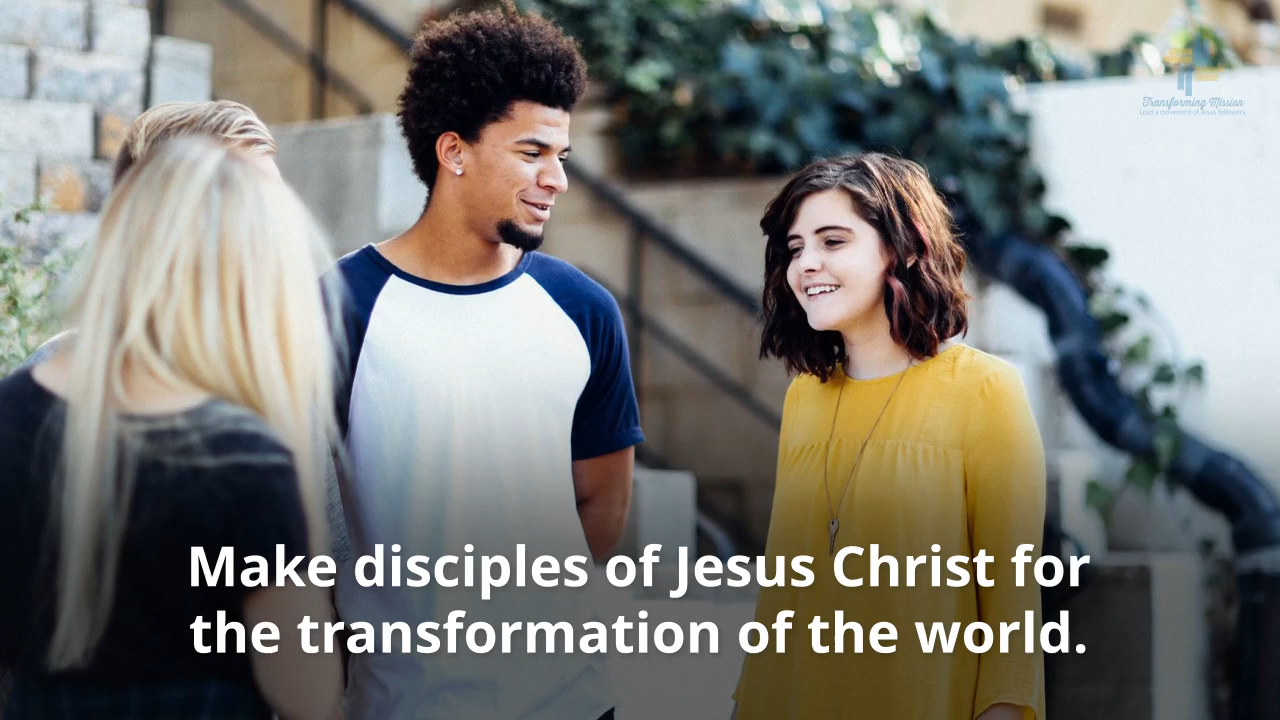 Transforming Mission
Lead a movement of Jesus followers.
Make disciples of Jesus Christ for
the transformation of the world.